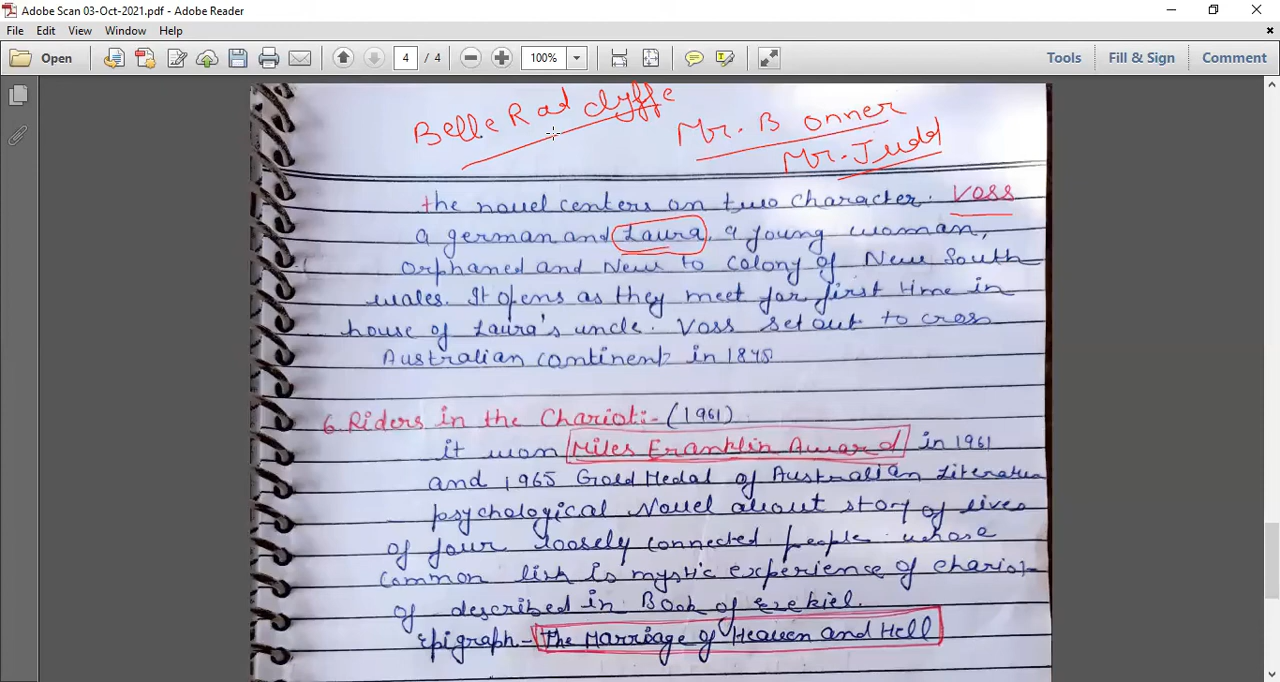 Adobe Scan 03-Oct-2021.pdf - Adobe Reader
File Edit View Window Help
Open 4 / 4 100% Tools Fill & Sign Comment
Belle Radclyffe
Mr. Bonner
Mr. Judd
the novel centers on two character. Voss
a german and Laura, a young woman,
orphaned and New to colony of New South
wales. It opens as they meet for first time in
house of Laura's uncle. Voss set out to cross
Australian continent in 1845
6. Riders in the Chariot:- (1961)
it won Miles Franklin Award in 1961
and 1965 Gold Medal of Australian Literature
psychological Novel about story of lives
of four loosely connected people whose
common link is mystic experience of chariot
of described in Book of Ezekiel.
Epigraph - The Marriage of Heaven and Hell